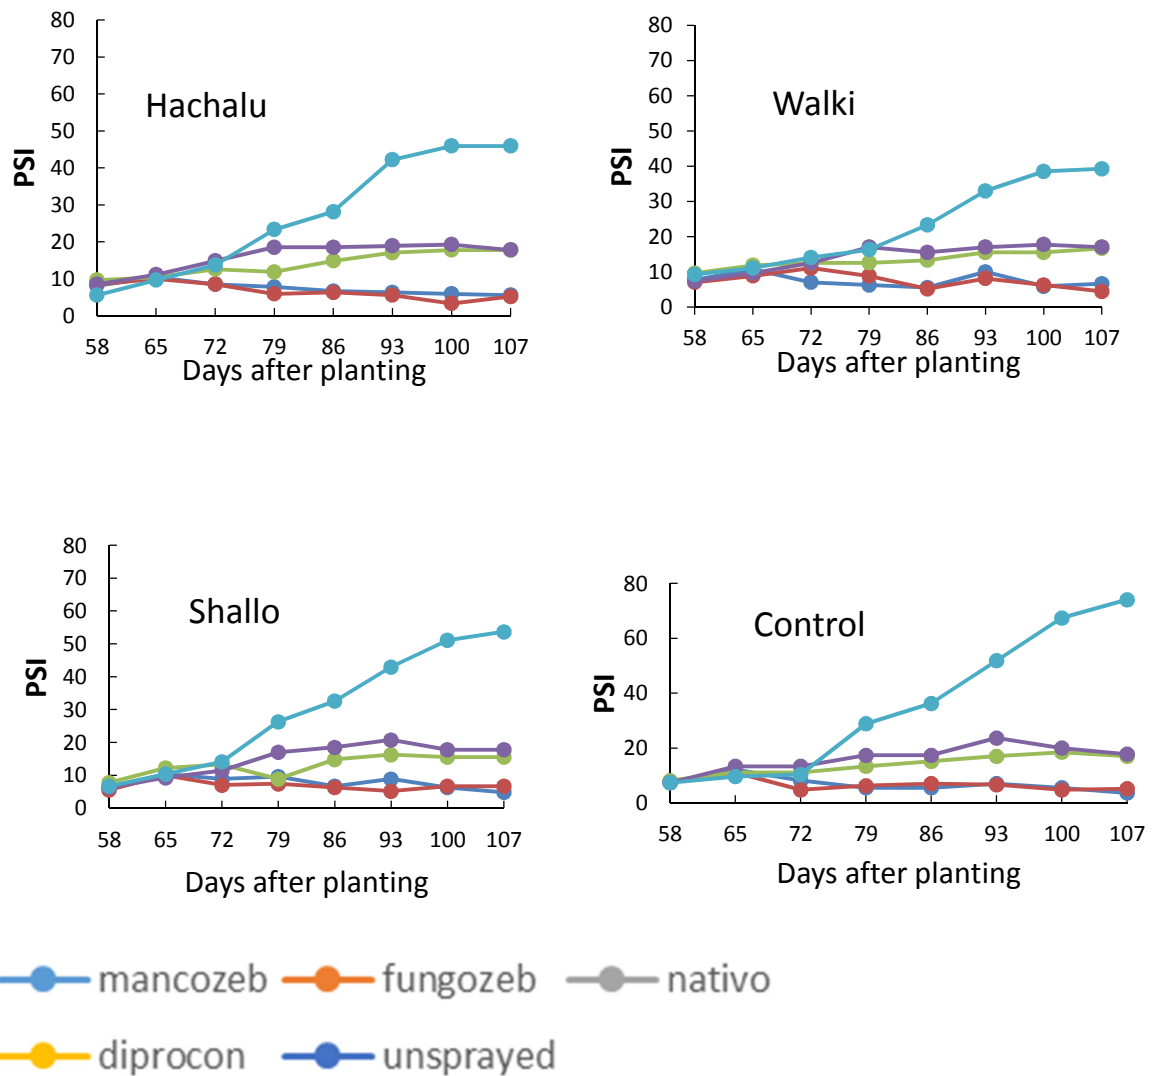 Hachalu
PSI
80
70
60
50
40
30
20
10
0
58 65 72 79 86 93 100 107
Days after planting
Walki
PSI
80
70
60
50
40
30
20
10
0
58 65 72 79 86 93 100 107
Days after planting
Shallo
PSI
80
70
60
50
40
30
20
10
0
58 65 72 79 86 93 100 107
Days after planting
Control
PSI
80
60
40
20
0
58 65 72 79 86 93 100 107
Days after planting
mancozeb fungozeb nativo
diprocon unsprayed